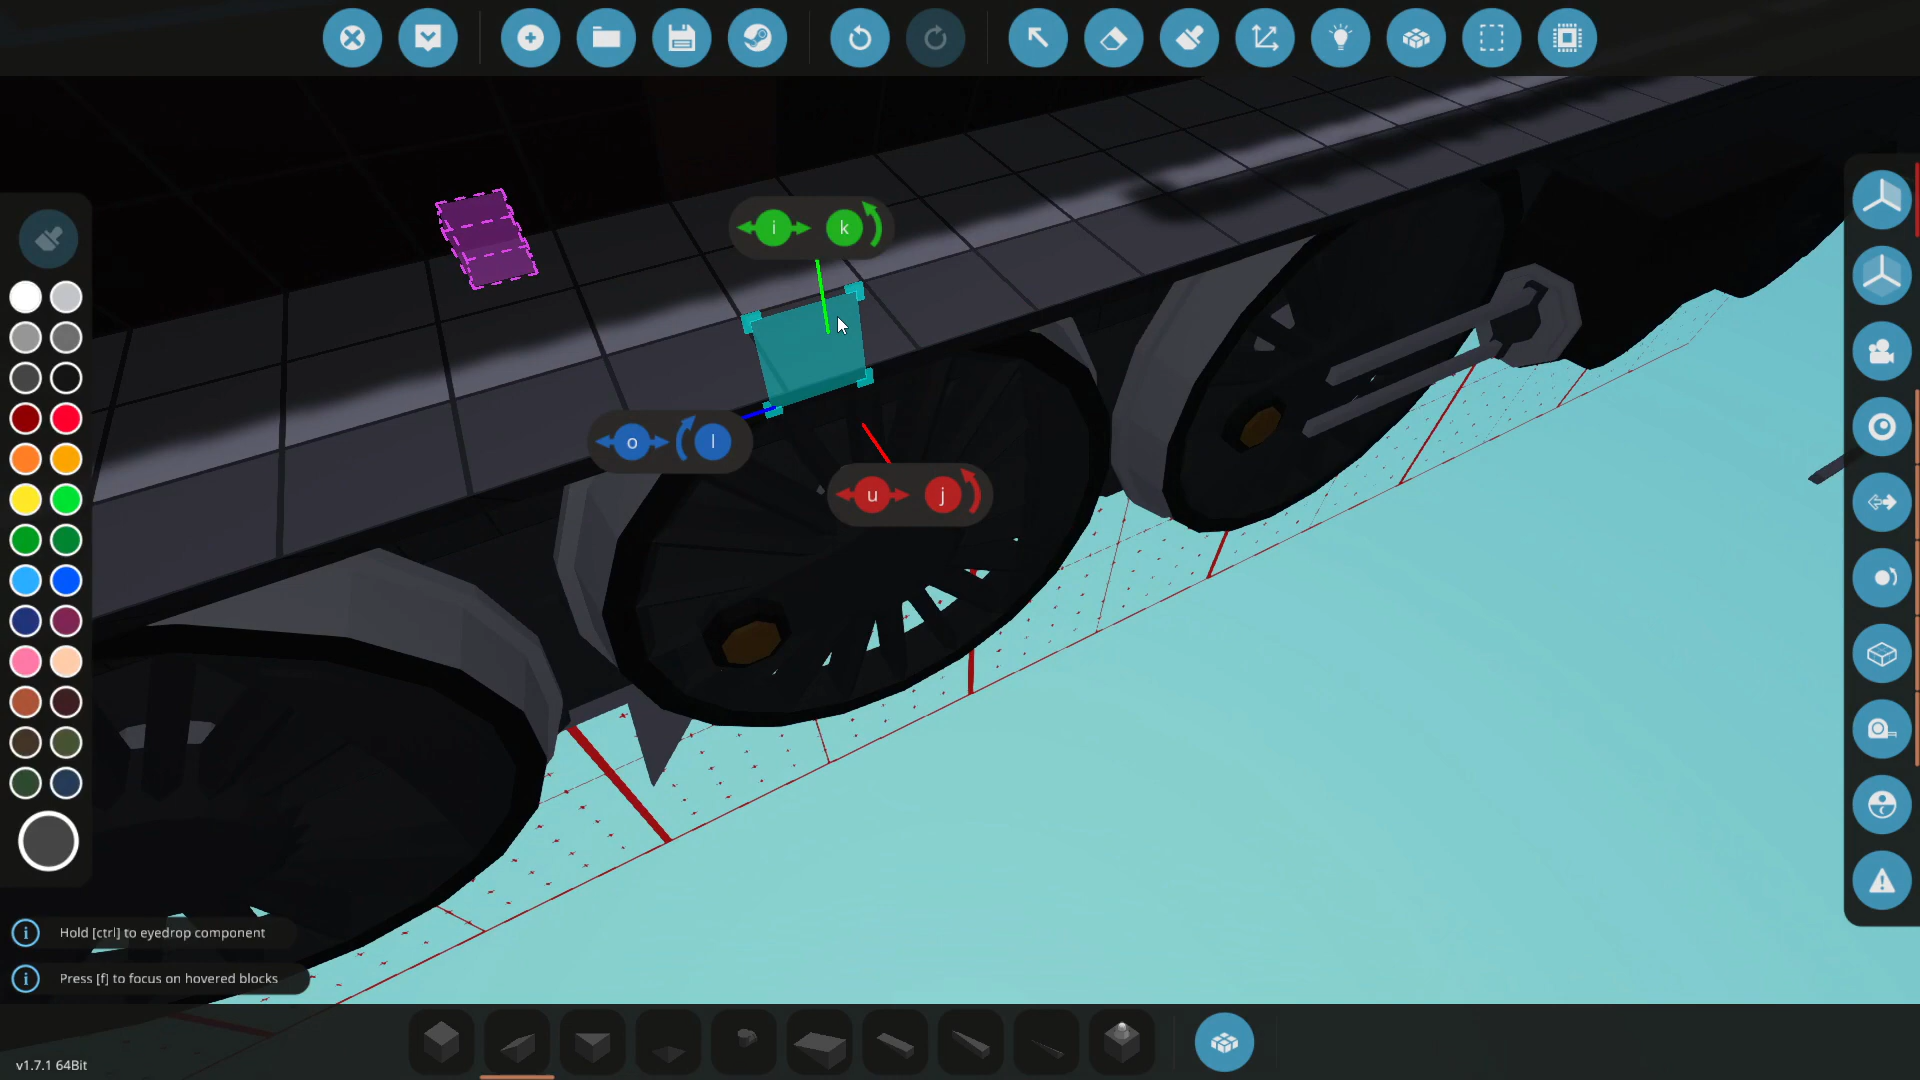 i k
o l
u j
Hold [ctrl] to eyedrop component
Press [f] to focus on hovered blocks
v1.7.1 64Bit